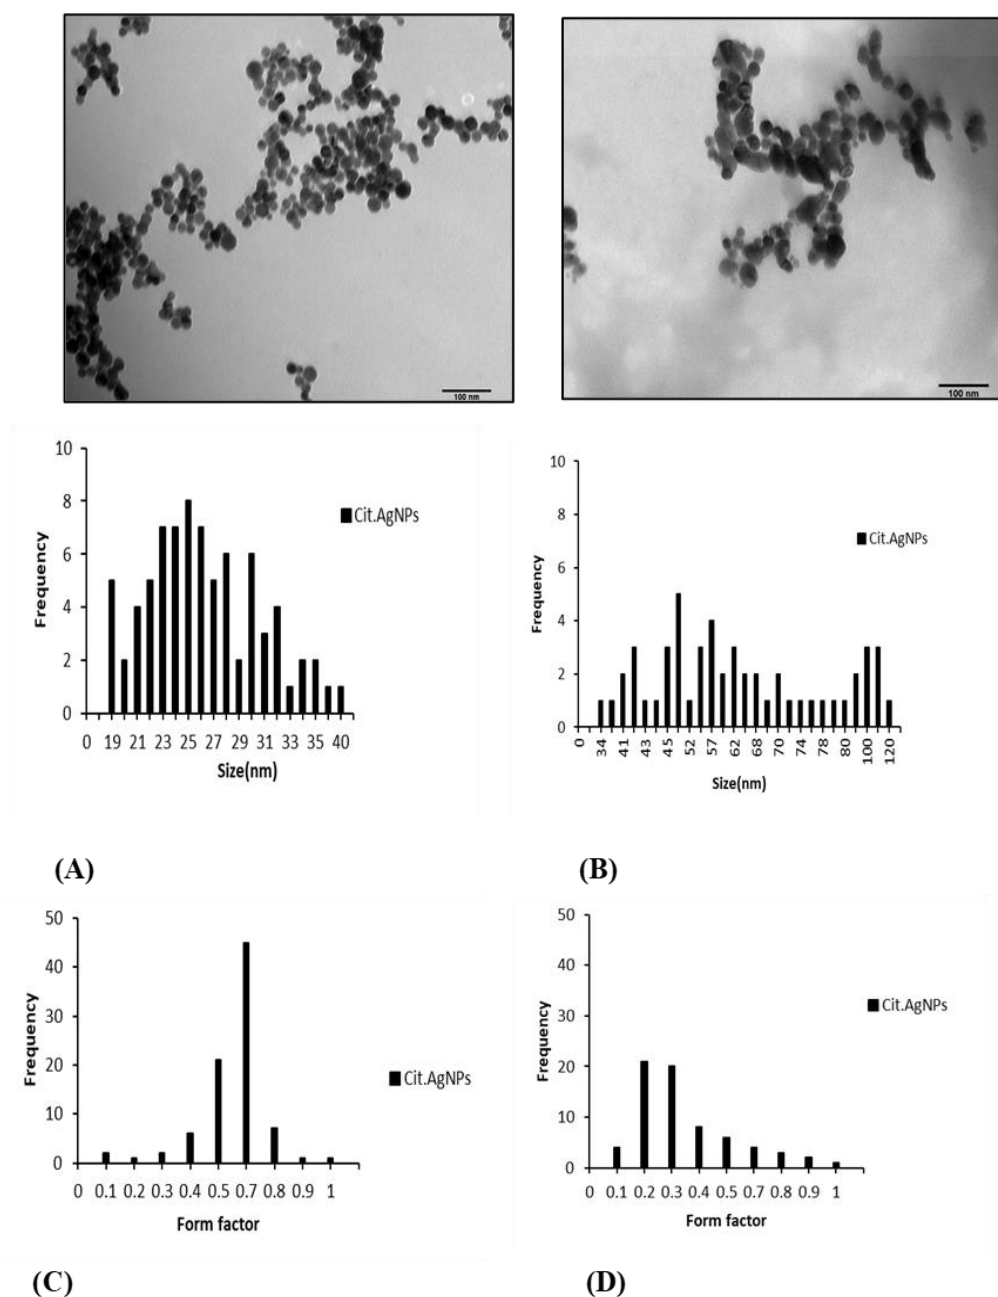 100 nm
100 nm
10
8
6
4
2
0
Frequency
Cit.AgNPs
0 19 21 23 25 27 29 31 33 35 40
Size(nm)
10
8
6
4
2
0
Frequency
Cit.AgNPs
0 34 41 43 45 52 57 62 68 70 74 78 80 100 120
Size(nm)
(A)
(B)
50
40
30
20
10
0
Frequency
Cit.AgNPs
0 0.1 0.2 0.3 0.4 0.5 0.7 0.8 0.9 1
Form factor
50
40
30
20
10
0
Frequency
Cit.AgNPs
0 0.1 0.2 0.3 0.4 0.5 0.7 0.8 0.9 1
Form factor
(C)
(D)